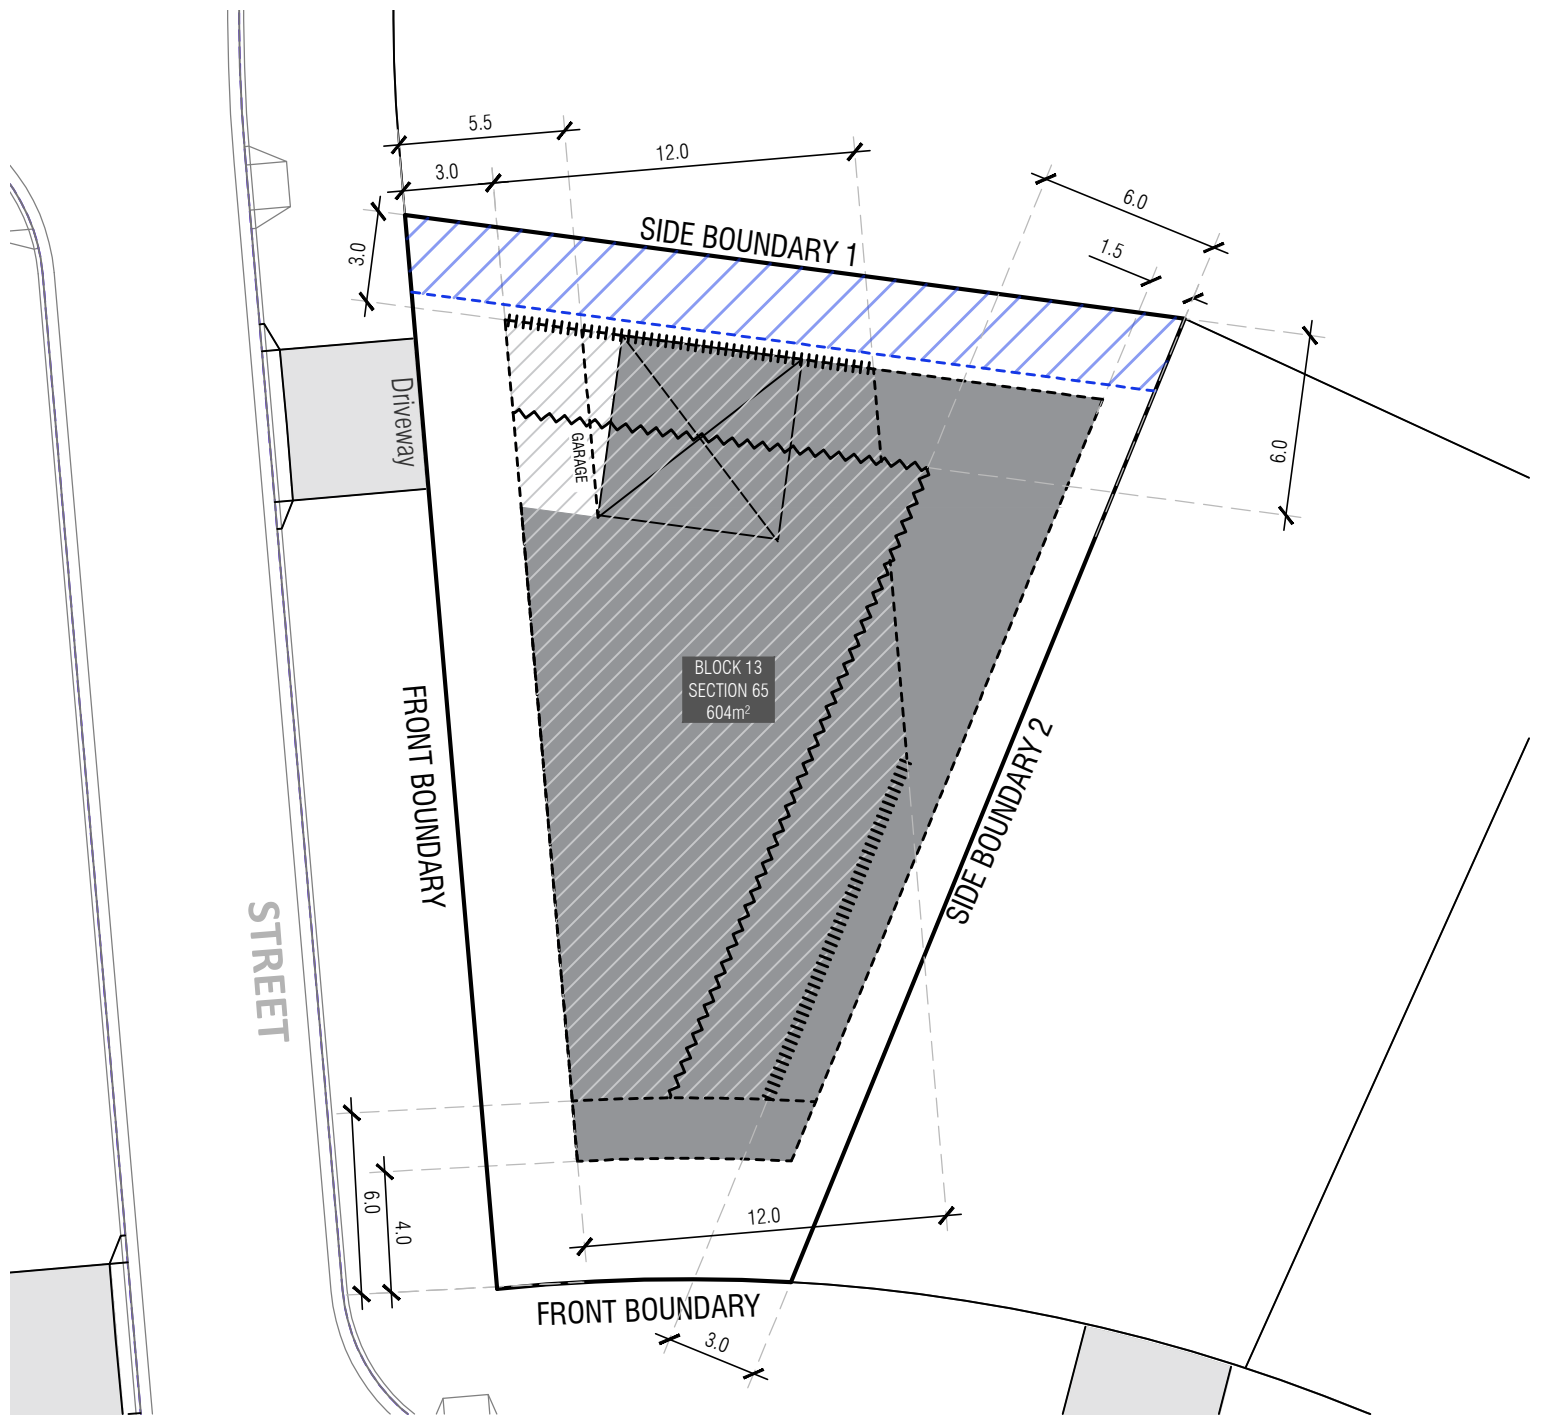 5.5
12.0
3.0
6.0
SIDE BOUNDARY 1
1.5
3.0
Driveway
GARAGE
6.0
BLOCK 13
SECTION 65
604m²
FRONT BOUNDARY
SIDE BOUNDARY 2
STREET
6.0
4.0
12.0
FRONT BOUNDARY
3.0